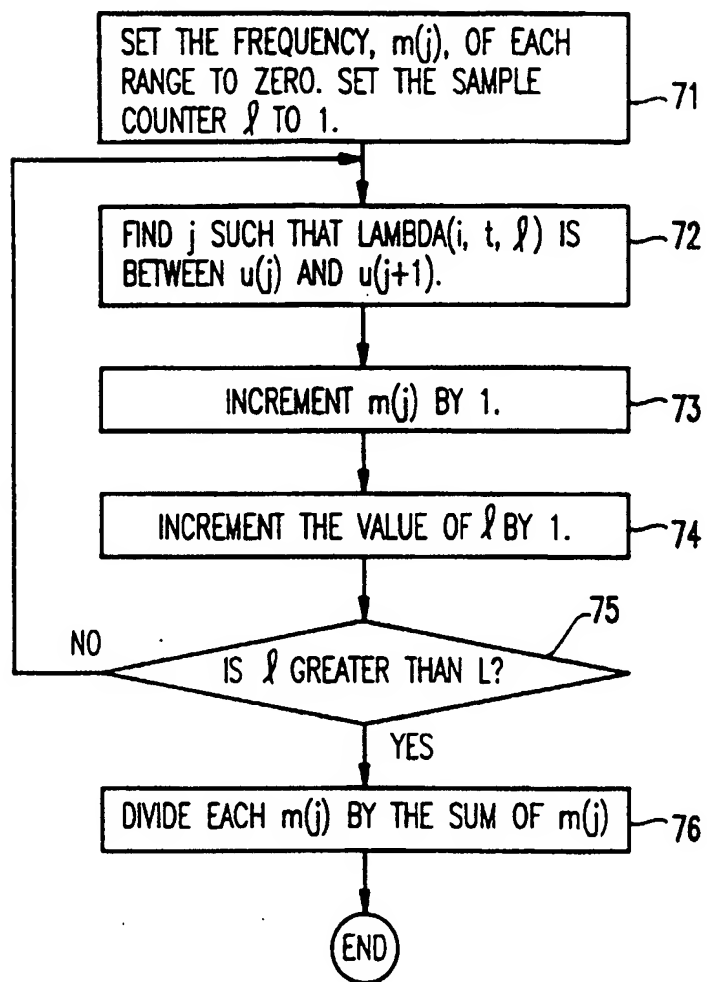 SET THE FREQUENCY, m(j), OF EACH
RANGE TO ZERO. SET THE SAMPLE
COUNTER ℓ TO 1.
71
FIND j SUCH THAT LAMBDA(i, t, ℓ) IS
BETWEEN u(j) AND u(j+1).
72
INCREMENT m(j) BY 1.
73
INCREMENT THE VALUE OF ℓ BY 1.
74
75
NO
IS ℓ GREATER THAN L?
YES
DIVIDE EACH m(j) BY THE SUM OF m(j)
76
END